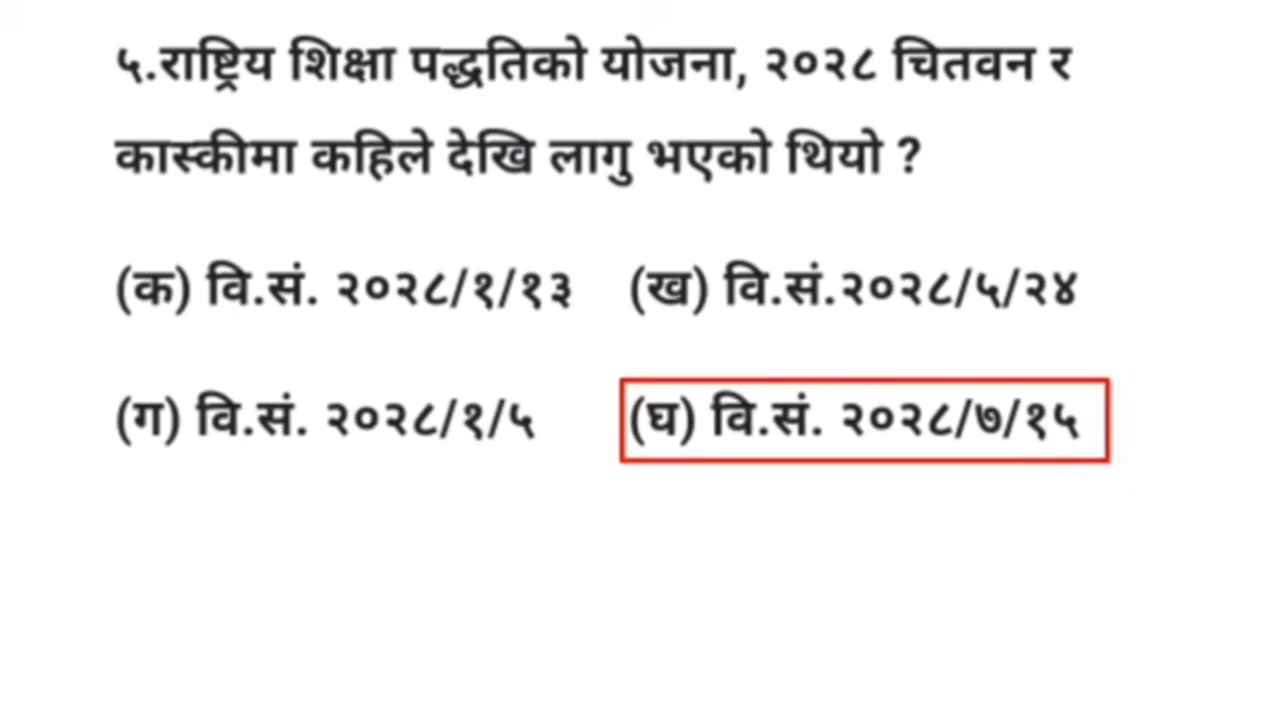 ५.राष्ट्रिय शिक्षा पद्धतिको योजना, २०२८ चितवन र
कास्कीमा कहिले देखि लागु भएको थियो ?
(क) वि.सं. २०२८/१/१३ (ख) वि.सं.२०२८/५/२४
(ग) वि.सं. २०२८/१/५ (घ) वि.सं. २०२८/७/१५